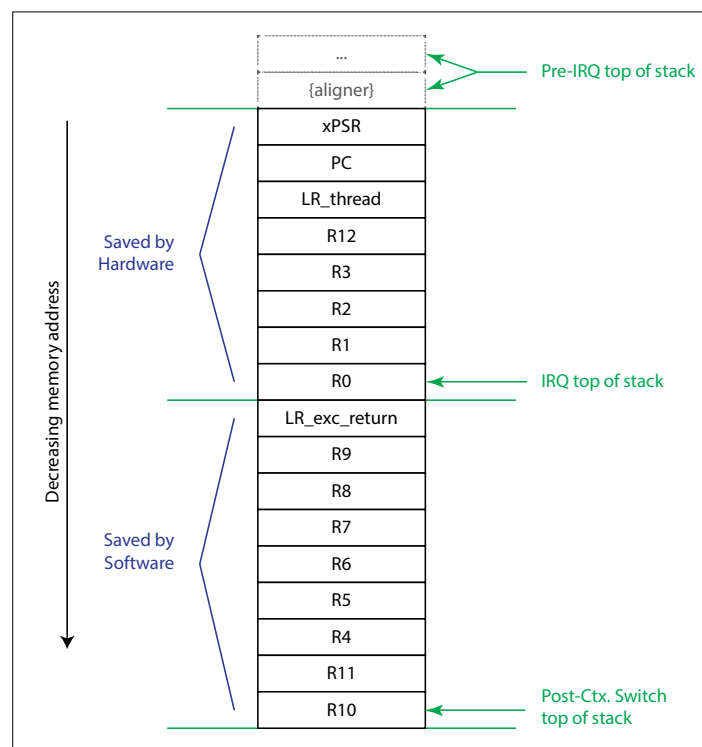 ...
Pre-IRQ top of stack
{aligner}
xPSR
PC
LR_thread
R12
Saved by
Hardware
R3
R2
R1
R0
IRQ top of stack
LR_exc_return
R9
R8
R7
Saved by
Software
R6
R5
R4
R11
R10
Post-Ctx. Switch
top of stack
Decreasing memory address